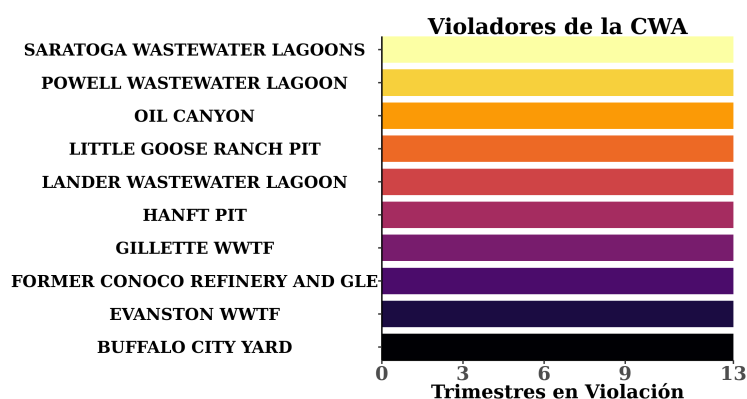 Violadores de la CWA
SARATOGA WASTEWATER LAGOONS
POWELL WASTEWATER LAGOON
OIL CANYON
LITTLE GOOSE RANCH PIT
LANDER WASTEWATER LAGOON
HANFT PIT
GILLETTE WWTF
FORMER CONOCO REFINERY AND GLE
EVANSTON WWTF
BUFFALO CITY YARD
0 3 6 9 13
Trimestres en Violación